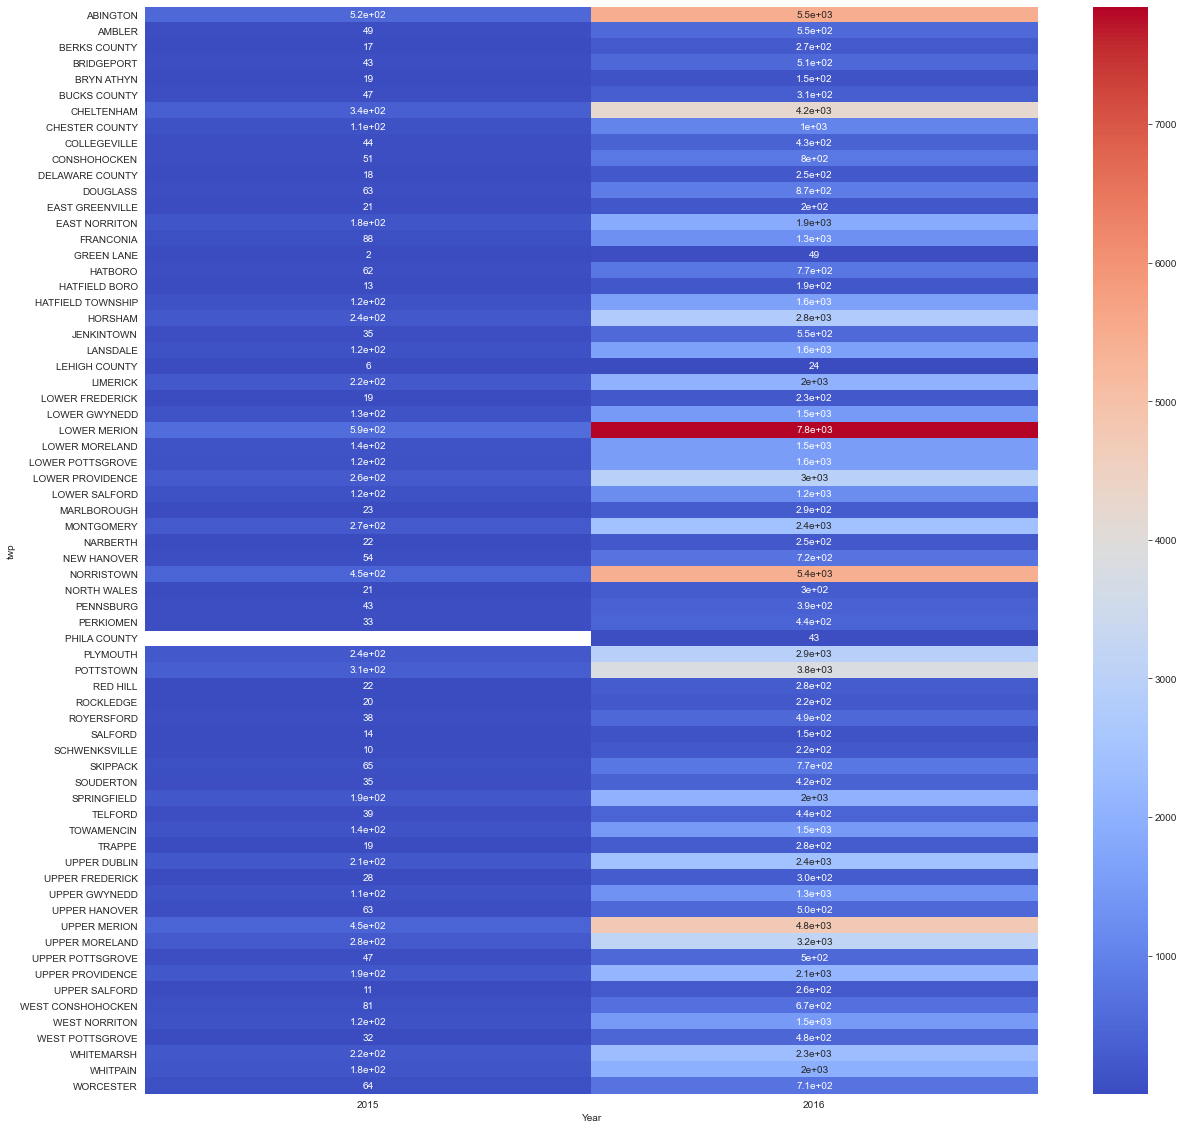 ABINGTON 5.2e+02 5.5e+03
AMBLER 49 5.5e+02
BERKS COUNTY 17 2.7e+02
BRIDGEPORT 43 5.1e+02
BRYN ATHYN 19 1.5e+02
BUCKS COUNTY 47 3.1e+02
CHELTENHAM 3.4e+02 4.2e+03
CHESTER COUNTY 1.1e+02 1e+03
7000
COLLEGEVILLE 44 4.3e+02
CONSHOHOCKEN 51 8e+02
DELAWARE COUNTY 18 2.5e+02
DOUGLASS 63 8.7e+02
EAST GREENVILLE 21 2e+02
EAST NORRITON 1.8e+02 1.9e+03
FRANCONIA 88 1.3e+03
GREEN LANE 2 49
6000
HATBORO 62 7.7e+02
HATFIELD BORO 13 1.9e+02
HATFIELD TOWNSHIP 1.2e+02 1.6e+03
HORSHAM 2.4e+02 2.8e+03
JENKINTOWN 35 5.5e+02
LANSDALE 1.2e+02 1.6e+03
LEHIGH COUNTY 6 24
LIMERICK 2.2e+02 2e+03
LOWER FREDERICK 19 2.3e+02
5000
LOWER GWYNEDD 1.3e+02 1.5e+03
LOWER MERION 5.9e+02 7.8e+03
LOWER MORELAND 1.4e+02 1.5e+03
LOWER POTTSGROVE 1.2e+02 1.6e+03
LOWER PROVIDENCE 2.6e+02 3e+03
LOWER SALFORD 1.2e+02 1.2e+03
MARLBOROUGH 23 2.9e+02
MONTGOMERY 2.7e+02 2.4e+03
NARBERTH 22 2.5e+02
4000
twp
NEW HANOVER 54 7.2e+02
NORRISTOWN 4.5e+02 5.4e+03
NORTH WALES 21 3e+02
PENNSBURG 43 3.9e+02
PERKIOMEN 33 4.4e+02
PHILA COUNTY 43
PLYMOUTH 2.4e+02 2.9e+03
POTTSTOWN 3.1e+02 3.8e+03
3000
RED HILL 22 2.8e+02
ROCKLEDGE 20 2.2e+02
ROYERSFORD 38 4.9e+02
SALFORD 14 1.5e+02
SCHWENKSVILLE 10 2.2e+02
SKIPPACK 65 7.7e+02
SOUDERTON 35 4.2e+02
SPRINGFIELD 1.9e+02 2e+03
TELFORD 39 4.4e+02
2000
TOWAMENCIN 1.4e+02 1.5e+03
TRAPPE 19 2.8e+02
UPPER DUBLIN 2.1e+02 2.4e+03
UPPER FREDERICK 28 3.0e+02
UPPER GWYNEDD 1.1e+02 1.3e+03
UPPER HANOVER 63 5.0e+02
UPPER MERION 4.5e+02 4.8e+03
UPPER MORELAND 2.8e+02 3.2e+03
1000
UPPER POTTSGROVE 47 5e+02
UPPER PROVIDENCE 1.9e+02 2.1e+03
UPPER SALFORD 11 2.6e+02
WEST CONSHOHOCKEN 81 6.7e+02
WEST NORRITON 1.2e+02 1.5e+03
WEST POTTSGROVE 32 4.8e+02
WHITEMARSH 2.2e+02 2.3e+03
WHITPAIN 1.8e+02 2e+03
WORCESTER 64 7.1e+02
2015 2016
Year